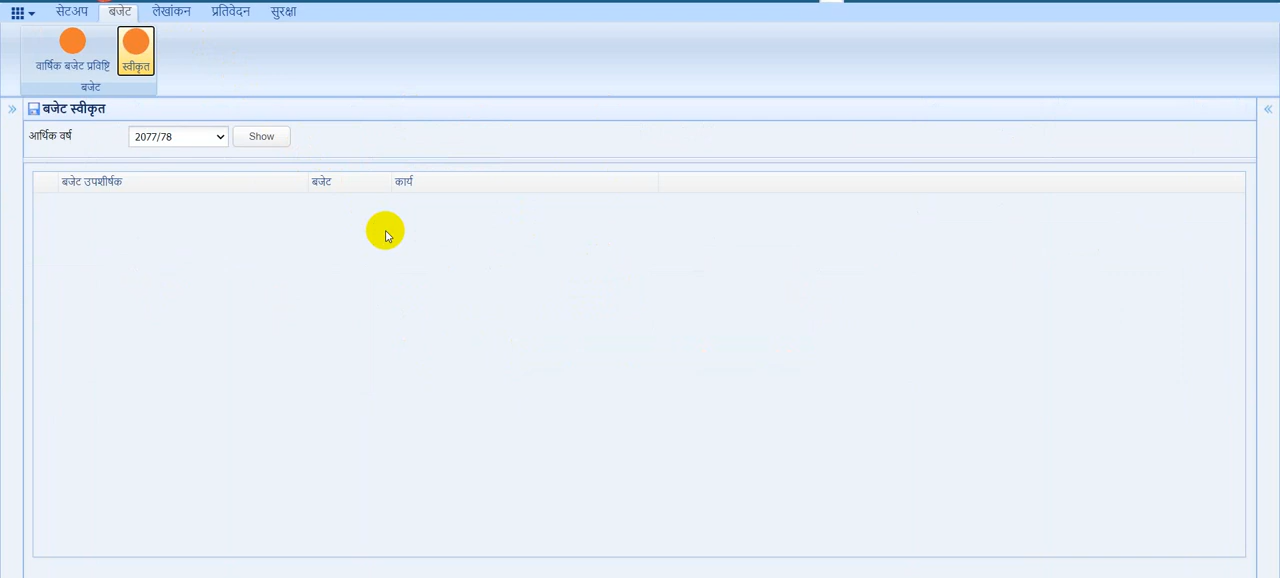 सेटअप बजेट लेखांकन प्रतिवेदन सुरक्षा
वार्षिक बजेट प्रविष्टि स्वीकृत
बजेट
बजेट स्वीकृत
आर्थिक वर्ष 2077/78 Show
बजेट उपशीर्षक बजेट कार्य